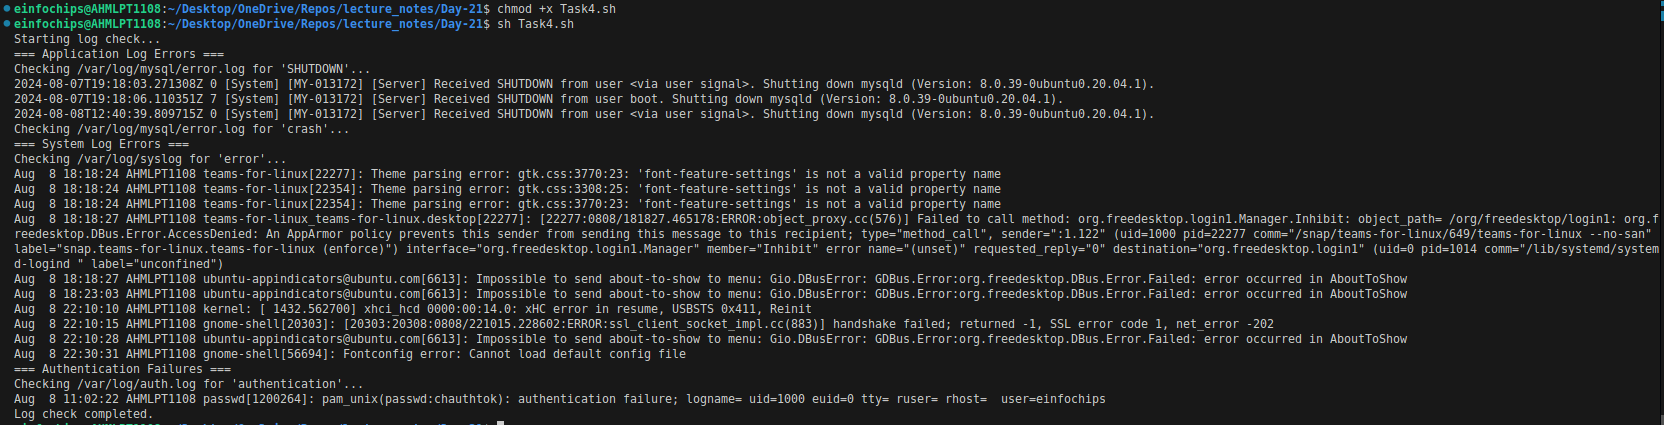 einfochips@AHMLPT1108:~/Desktop/OneDrive/Repos/lecture_notes/Day-21$ chmod +x Task4.sh
einfochips@AHMLPT1108:~/Desktop/OneDrive/Repos/lecture_notes/Day-21$ sh Task4.sh
Starting log check...
=== Application Log Errors ===
Checking /var/log/mysql/error.log for 'SHUTDOWN'...
2024-08-07T19:18:03.271308Z 0 [System] [MY-013172] [Server] Received SHUTDOWN from user <via user signal>. Shutting down mysqld (Version: 8.0.39-0ubuntu0.20.04.1).
2024-08-07T19:18:06.110351Z 7 [System] [MY-013172] [Server] Received SHUTDOWN from user boot. Shutting down mysqld (Version: 8.0.39-0ubuntu0.20.04.1).
2024-08-08T12:40:39.809715Z 0 [System] [MY-013172] [Server] Received SHUTDOWN from user <via user signal>. Shutting down mysqld (Version: 8.0.39-0ubuntu0.20.04.1).
Checking /var/log/mysql/error.log for 'crash'...
=== System Log Errors ===
Checking /var/log/syslog for 'error'...
Aug  8 18:18:24 AHMLPT1108 teams-for-linux[22277]: Theme parsing error: gtk.css:3770:23: 'font-feature-settings' is not a valid property name
Aug  8 18:18:24 AHMLPT1108 teams-for-linux[22354]: Theme parsing error: gtk.css:3308:25: 'font-feature-settings' is not a valid property name
Aug  8 18:18:24 AHMLPT1108 teams-for-linux[22354]: Theme parsing error: gtk.css:3770:23: 'font-feature-settings' is not a valid property name
Aug  8 18:18:27 AHMLPT1108 teams-for-linux_teams-for-linux.desktop[22277]: [22277:0808/181827.465178:ERROR:object_proxy.cc(576)] Failed to call method: org.freedesktop.login1.Manager.Inhibit: object_path= /org/freedesktop/login1: org.f
reedesktop.DBus.Error.AccessDenied: An AppArmor policy prevents this sender from sending this message to this recipient; type="method_call", sender=":1.122" (uid=1000 pid=22277 comm="/snap/teams-for-linux/649/teams-for-linux --no-san"
label="snap.teams-for-linux.teams-for-linux (enforce)") interface="org.freedesktop.login1.Manager" member="Inhibit" error name="(unset)" requested_reply="0" destination="org.freedesktop.login1" (uid=0 pid=1014 comm="/lib/systemd/system
d-logind " label="unconfined")
Aug  8 18:18:27 AHMLPT1108 ubuntu-appindicators@ubuntu.com[6613]: Impossible to send about-to-show to menu: Gio.DBusError: GDBus.Error:org.freedesktop.DBus.Error.Failed: error occurred in AboutToShow
Aug  8 18:23:03 AHMLPT1108 ubuntu-appindicators@ubuntu.com[6613]: Impossible to send about-to-show to menu: Gio.DBusError: GDBus.Error:org.freedesktop.DBus.Error.Failed: error occurred in AboutToShow
Aug  8 22:10:10 AHMLPT1108 kernel: [ 1432.562700] xhci_hcd 0000:00:14.0: xHC error in resume, USBSTS 0x411, Reinit
Aug  8 22:10:15 AHMLPT1108 gnome-shell[20303]: [20303:20308:0808/221015.228602:ERROR:ssl_client_socket_impl.cc(883)] handshake failed; returned -1, SSL error code 1, net_error -202
Aug  8 22:10:28 AHMLPT1108 ubuntu-appindicators@ubuntu.com[6613]: Impossible to send about-to-show to menu: Gio.DBusError: GDBus.Error:org.freedesktop.DBus.Error.Failed: error occurred in AboutToShow
Aug  8 22:30:31 AHMLPT1108 gnome-shell[56694]: Fontconfig error: Cannot load default config file
=== Authentication Failures ===
Checking /var/log/auth.log for 'authentication'...
Aug  8 11:02:22 AHMLPT1108 passwd[1200264]: pam_unix(passwd:chauthtok): authentication failure; logname= uid=1000 euid=0 tty= ruser= rhost=  user=einfochips
Log check completed.